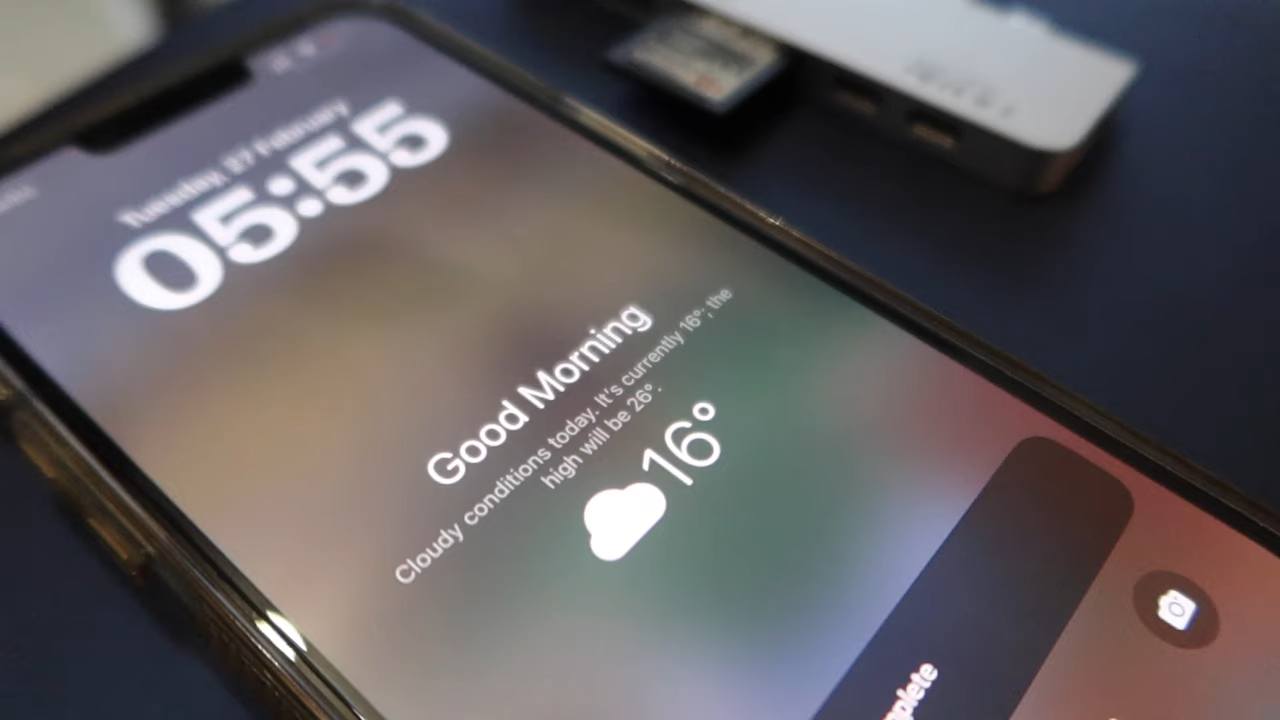 Tuesday, 27 February
05:55
Good Morning
Cloudy conditions today. It's currently 16°; the
high will be 26°.
16°